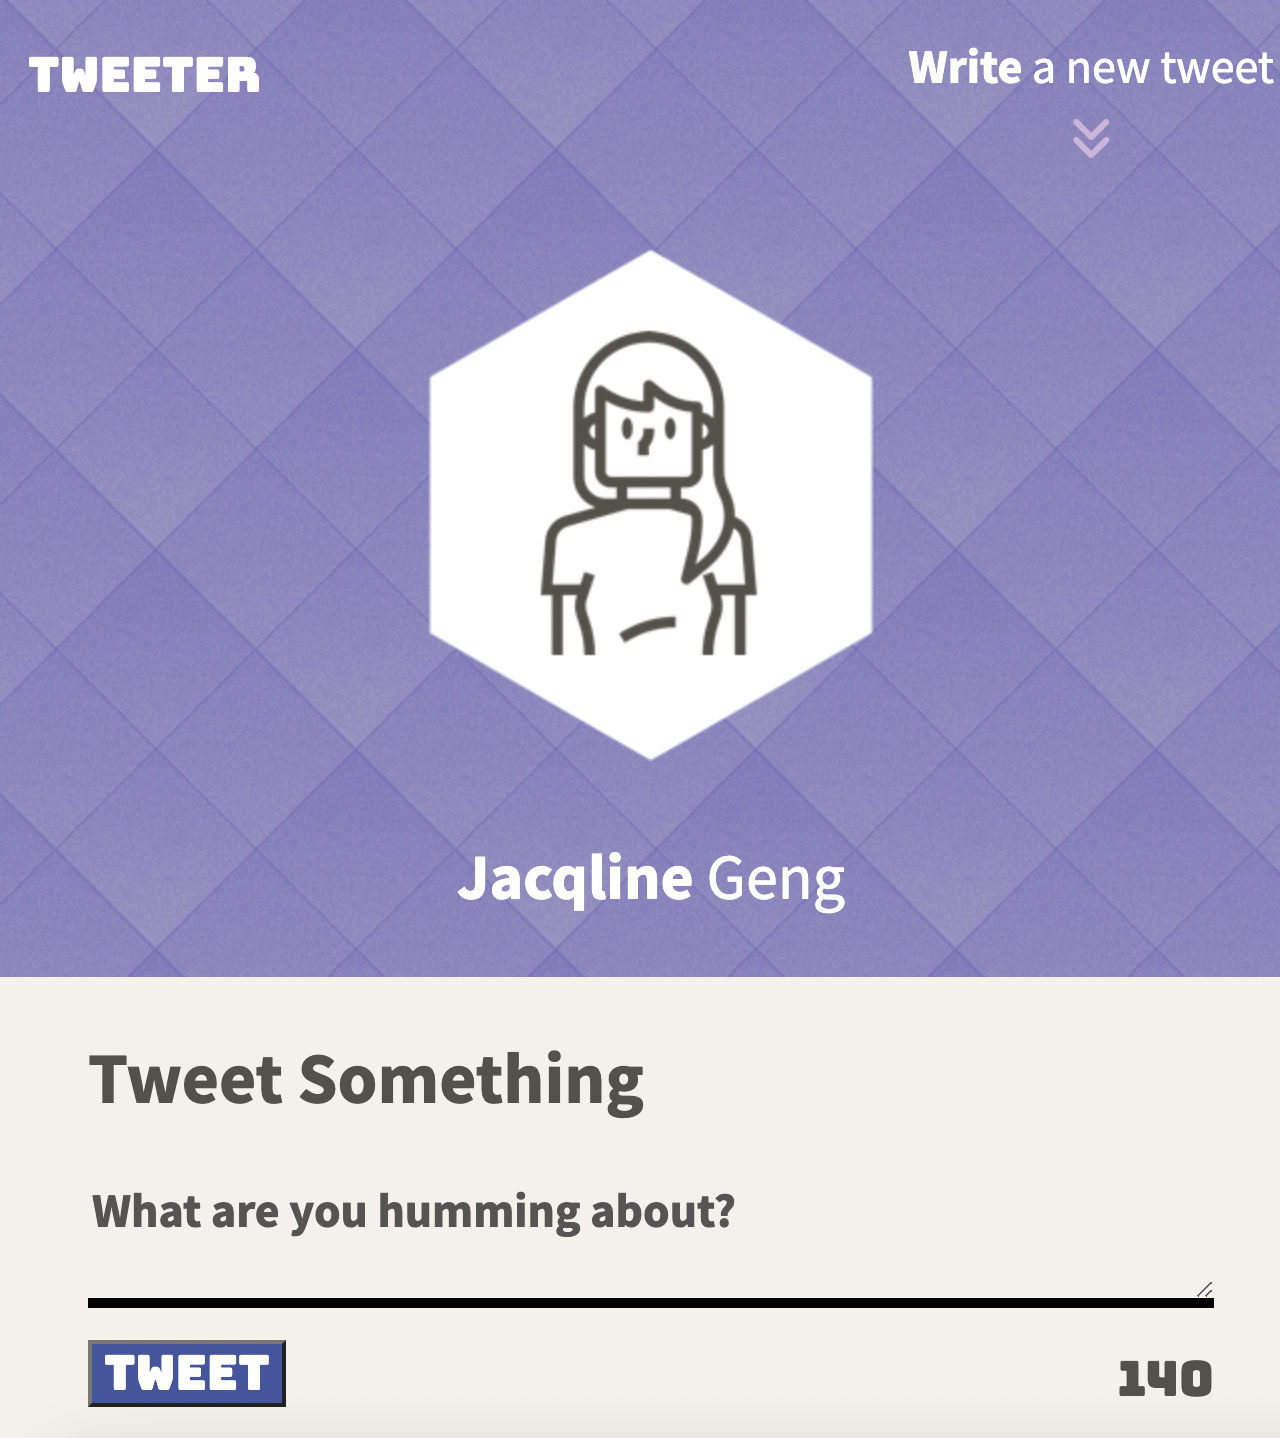 TWEETER
Write a new tweet
Jacqline Geng
Tweet Something
What are you humming about?
TWEET
140